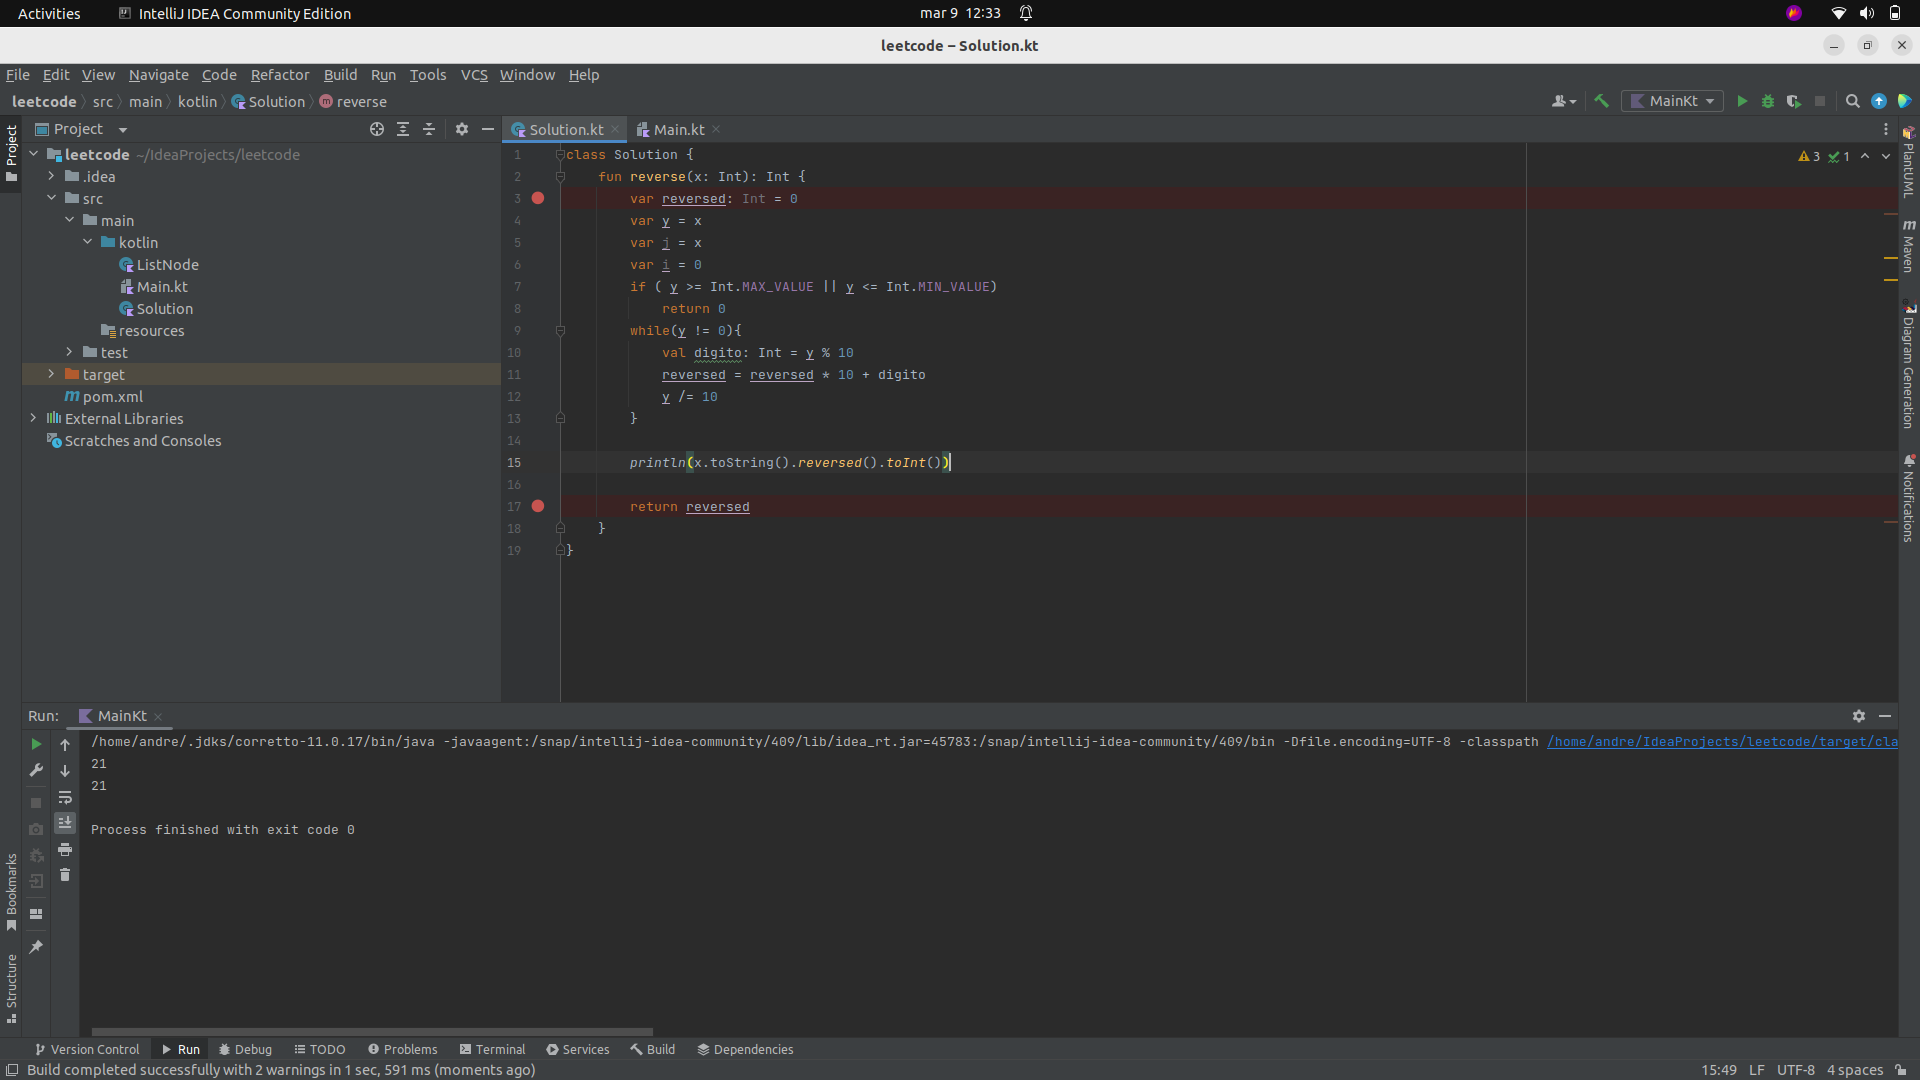 Activities IntelliJ IDEA Community Edition mar 9 12:33
leetcode – Solution.kt
File Edit View Navigate Code Refactor Build Run Tools VCS Window Help
leetcode src main kotlin Solution reverse MainKt
Project
Project
leetcode ~/IdeaProjects/leetcode
.idea
src
main
kotlin
ListNode
Main.kt
Solution
resources
test
target
pom.xml
External Libraries
Scratches and Consoles
Solution.kt Main.kt
3 1
1 class Solution {
2 fun reverse(x: Int): Int {
3 var reversed: Int = 0
4 var y = x
5 var j = x
6 var i = 0
7 if ( y >= Int.MAX_VALUE || y <= Int.MIN_VALUE)
8 return 0
9 while(y != 0){
10 val digito: Int = y % 10
11 reversed = reversed * 10 + digito
12 y /= 10
13 }
14
15 println(x.toString().reversed().toInt())
16
17 return reversed
18 }
19 }
PlantUML
Maven
Diagram Generation
Notifications
Run: MainKt
/home/andre/.jdks/corretto-11.0.17/bin/java -javaagent:/snap/intellij-idea-community/409/lib/idea_rt.jar=45783:/snap/intellij-idea-community/409/bin -Dfile.encoding=UTF-8 -classpath /home/andre/IdeaProjects/leetcode/target/cla
21
21
Process finished with exit code 0
Bookmarks
Structure
Version Control Run Debug TODO Problems Terminal Services Build Dependencies
Build completed successfully with 2 warnings in 1 sec, 591 ms (moments ago) 15:49 LF UTF-8 4 spaces